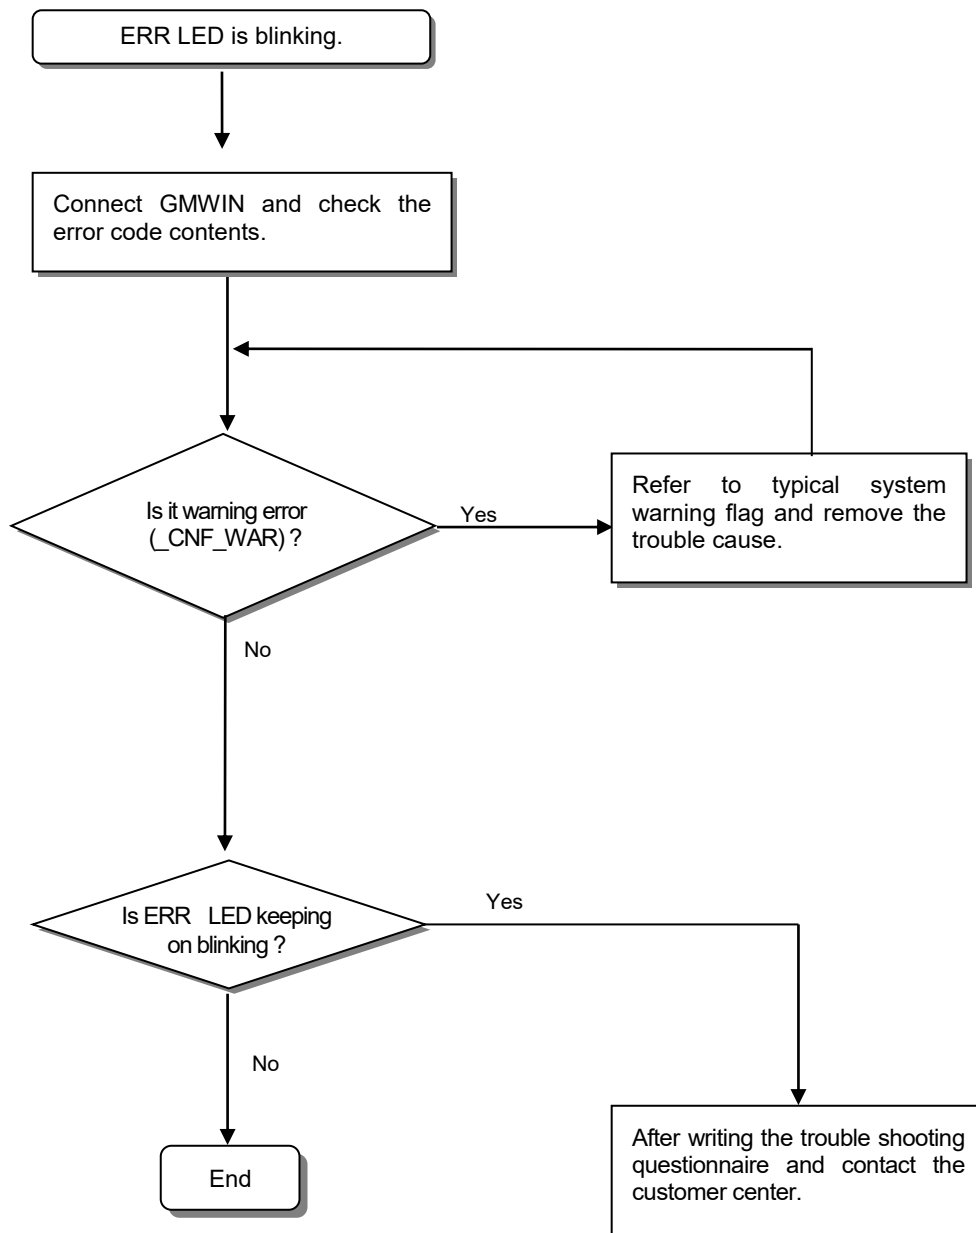 ERR LED is blinking.
Connect GMWIN and check the
error code contents.
Is it warning error
(_CNF_WAR) ?
Yes
Refer to typical system
warning flag and remove the
trouble cause.
No
Is ERR LED keeping
on blinking ?
Yes
No
End
After writing the trouble shooting
questionnaire and contact the
customer center.